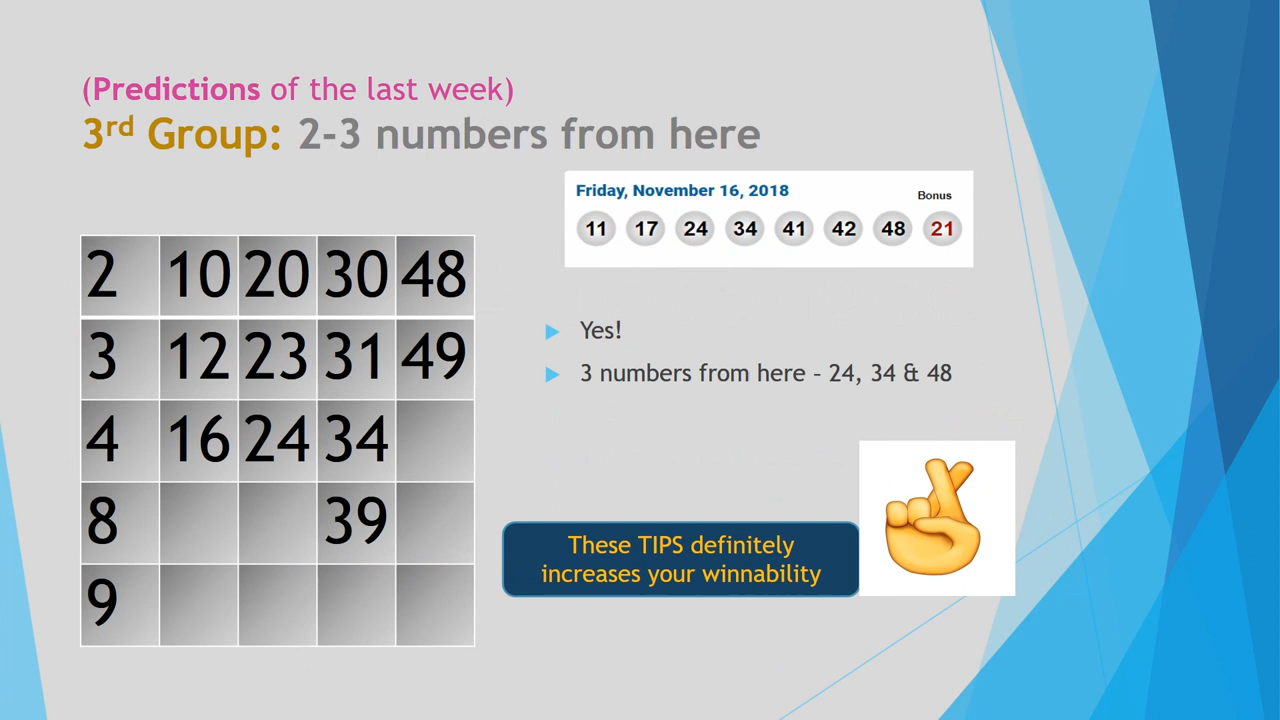 (Predictions of the last week)
3rd Group: 2-3 numbers from here
Friday, November 16, 2018
Bonus
11 17 24 34 41 42 48 21
2 10 20 30 48
3 12 23 31 49
4 16 24 34
8 39
9
Yes!
3 numbers from here – 24, 34 & 48
These TIPS definitely
increases your winnability